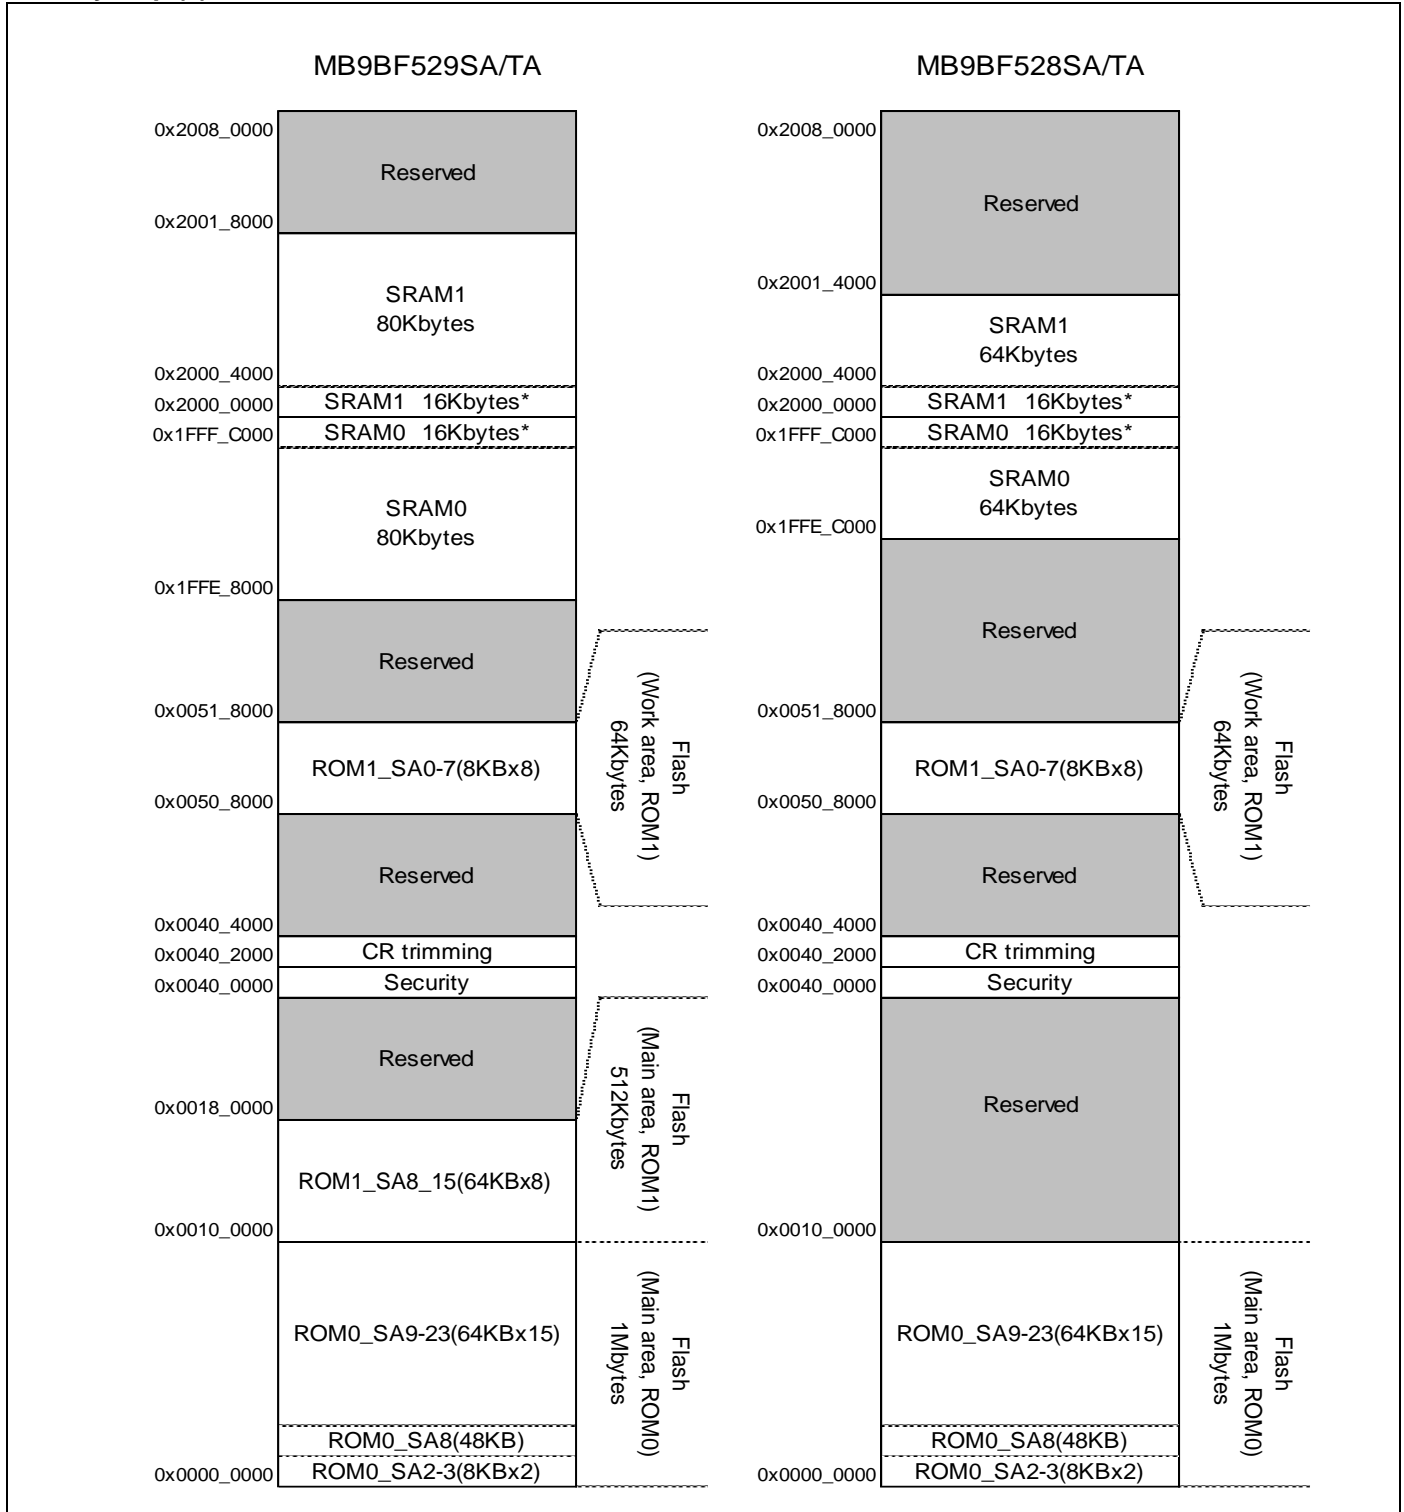 MB9BF529SA/TA
0x2008_0000
Reserved
0x2001_8000
SRAM1
80Kbytes
0x2000_4000
SRAM1 16Kbytes*
0x2000_0000
SRAM0 16Kbytes*
0x1FFF_C000
SRAM0
80Kbytes
0x1FFE_8000
Reserved
0x0051_8000
ROM1_SA0-7(8KBx8)
0x0050_8000
Reserved
0x0040_4000
CR trimming
0x0040_2000
Security
0x0040_0000
Reserved
0x0018_0000
ROM1_SA8_15(64KBx8)
0x0010_0000
ROM0_SA9-23(64KBx15)
ROM0_SA8(48KB)
ROM0_SA2-3(8KBx2)
0x0000_0000
Flash
(Work area, ROM1)
64Kbytes
Flash
(Main area, ROM1)
512Kbytes
Flash
(Main area, ROM0)
1Mbytes
MB9BF528SA/TA
0x2008_0000
Reserved
0x2001_4000
SRAM1
64Kbytes
0x2000_4000
SRAM1 16Kbytes*
0x2000_0000
SRAM0 16Kbytes*
0x1FFF_C000
SRAM0
64Kbytes
0x1FFE_C000
Reserved
0x0051_8000
ROM1_SA0-7(8KBx8)
0x0050_8000
Reserved
0x0040_4000
CR trimming
0x0040_2000
Security
0x0040_0000
Reserved
0x0010_0000
ROM0_SA9-23(64KBx15)
ROM0_SA8(48KB)
ROM0_SA2-3(8KBx2)
0x0000_0000
Flash
(Work area, ROM1)
64Kbytes
Flash
(Main area, ROM0)
1Mbytes